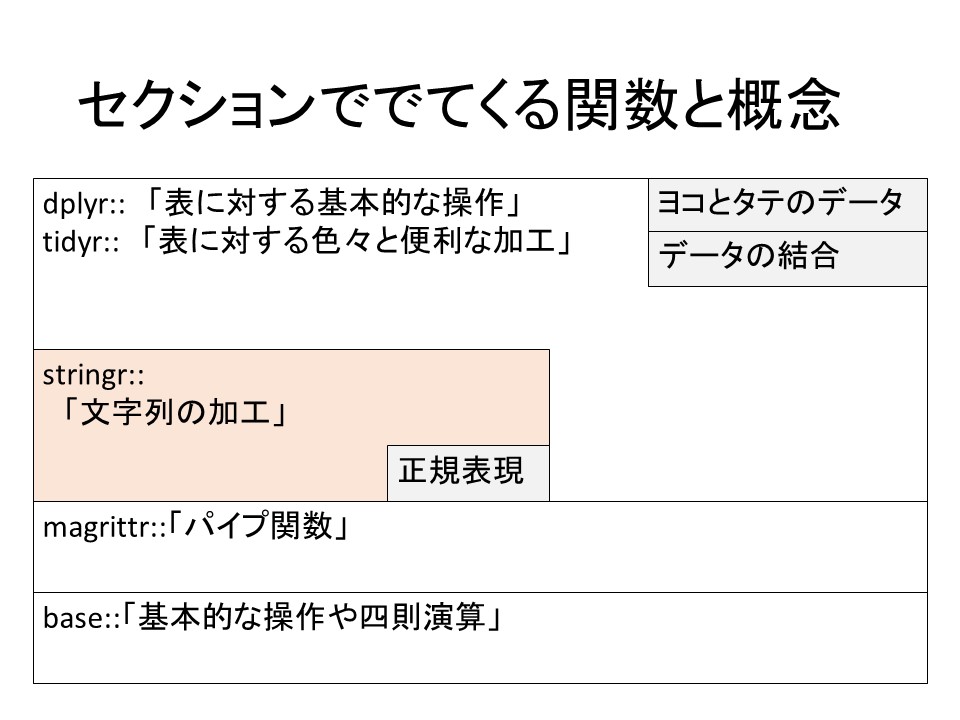 セクションででてくる関数と概念
dplyr:: 「表に対する基本的な操作」
tidyr:: 「表に対する色々と便利な加工」
ヨコとタテのデータ
データの結合
stringr::
「文字列の加工」
正規表現
magrittr::「パイプ関数」
base::「基本的な操作や四則演算」